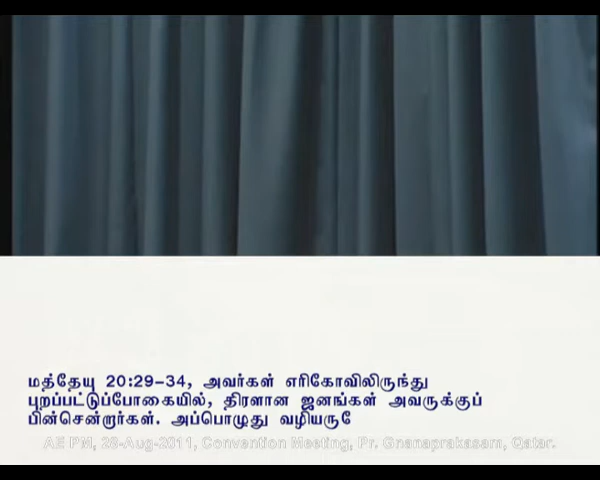 மத்தேயு 20:29-34, அவர்கள் எரிகோவிலிருந்து
புறப்பட்டுப்போகையில், திரளான ஜனங்கள் அவருக்குப்
பின்சென்றார்கள். அப்பொழுது வழியருகே
AE PM, 26-Aug-2011, Convention Meeting, Pr. Gnanaprakasam, Qatar.